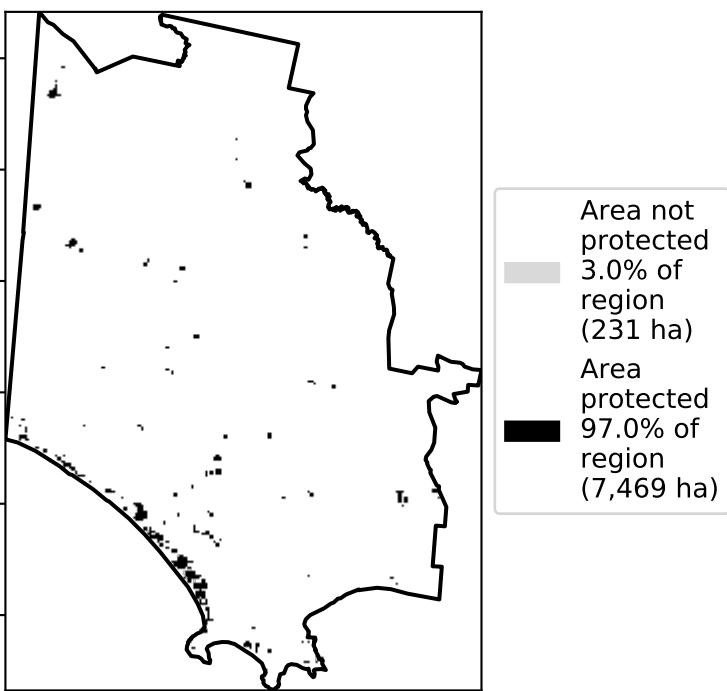 Area not
protected
3.0% of
region
(231 ha)
Area
protected
97.0% of
region
(7,469 ha)